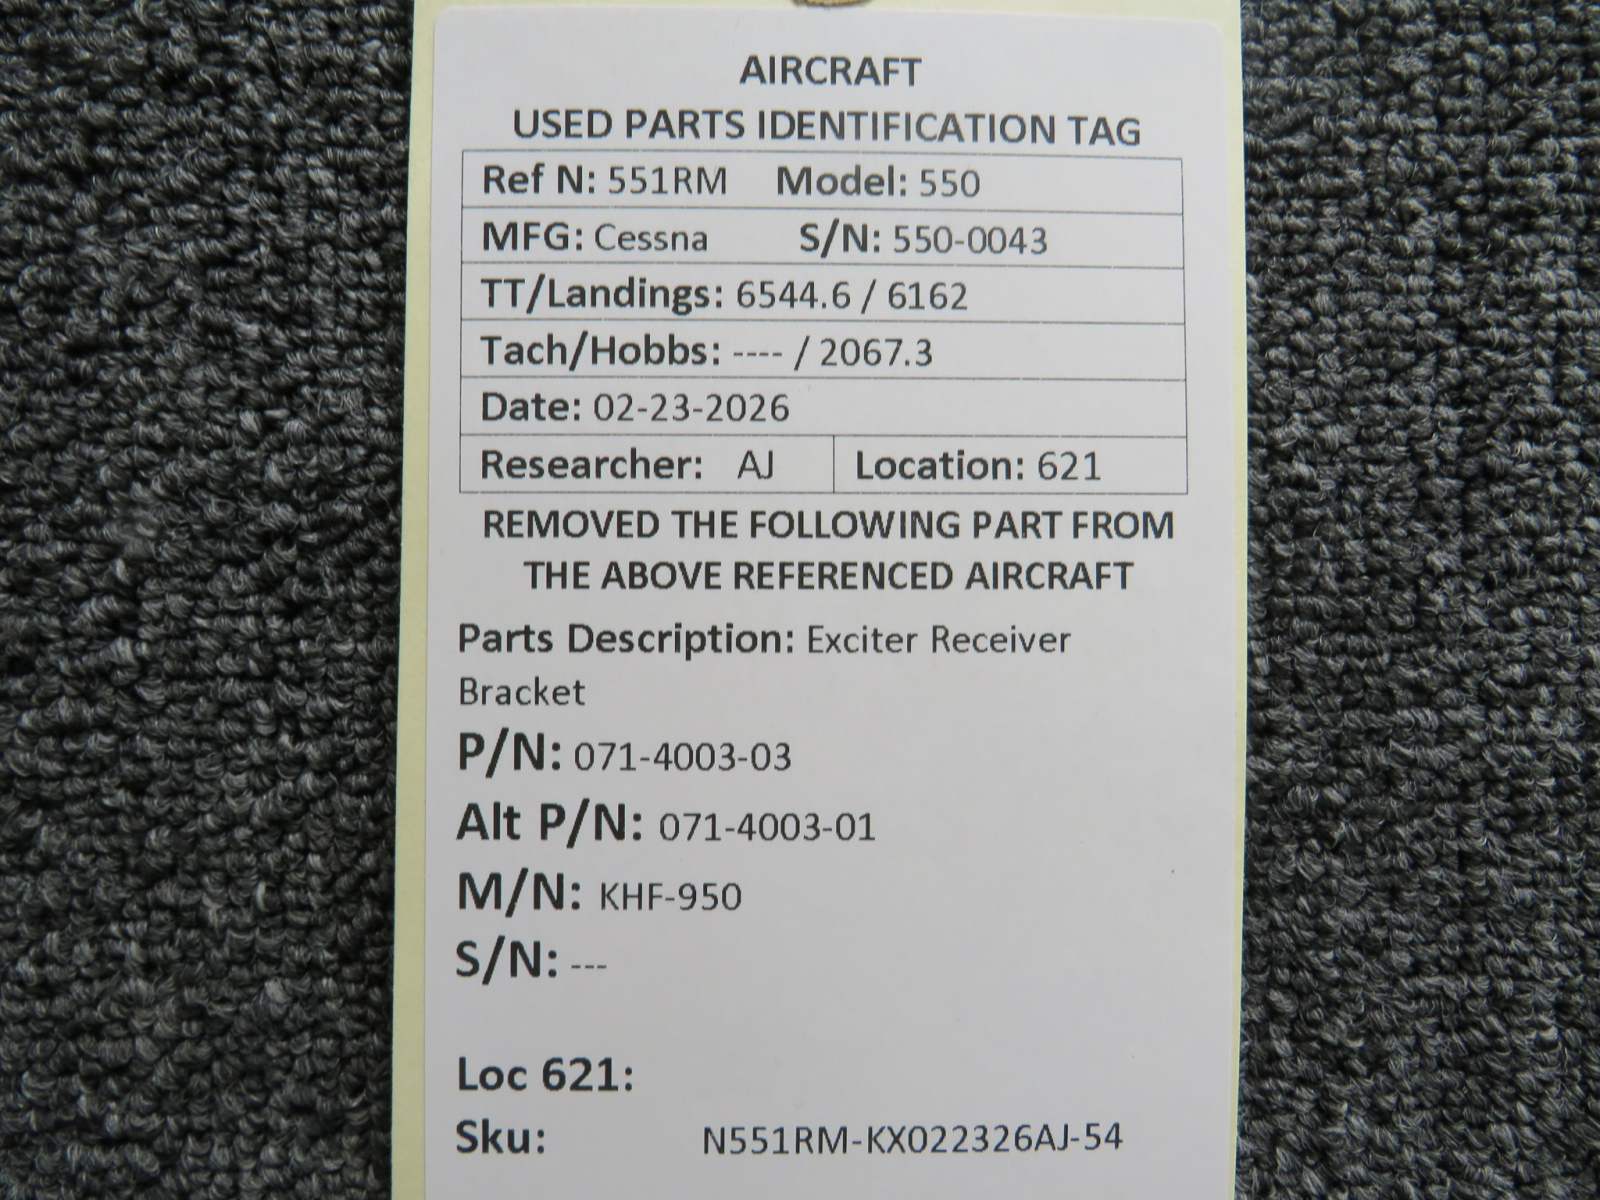 AIRCRAFT
USED PARTS IDENTIFICATION TAG
Ref N: 551RM Model: 550
MFG: Cessna S/N: 550-0043
TT/Landings: 6544.6 / 6162
Tach/Hobbs: ---- / 2067.3
Date: 02-23-2026
Researcher: AJ Location: 621
REMOVED THE FOLLOWING PART FROM
THE ABOVE REFERENCED AIRCRAFT
Parts Description: Exciter Receiver
Bracket
P/N: 071-4003-03
Alt P/N: 071-4003-01
M/N: KHF-950
S/N: ---
Loc 621:
Sku: N551RM-KX022326AJ-54